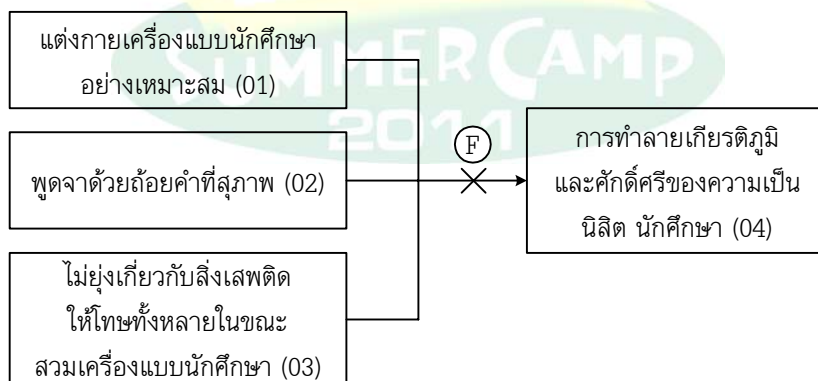 แต่งกายเครื่องแบบนักศึกษา
อย่างเหมาะสม (01)
SUMMER CAMP
2011
พูดจาด้วยถ้อยคำที่สุภาพ (02)
F
การทำลายเกียรติภูมิ
และศักดิ์ศรีของความเป็น
นิสิต นักศึกษา (04)
ไม่ยุ่งเกี่ยวกับสิ่งเสพติด
ให้โทษทั้งหลายในขณะ
สวมเครื่องแบบนักศึกษา (03)